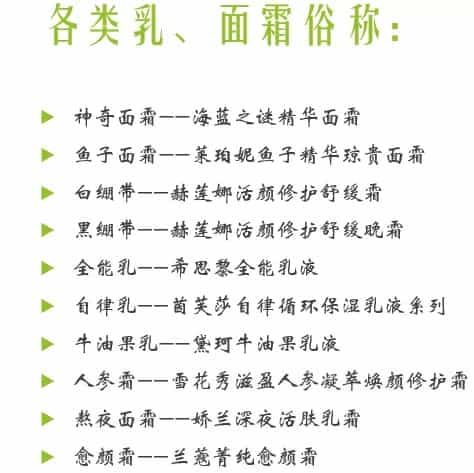 各类乳、面霜俗称:
神奇面霜——海蓝之谜精华面霜
鱼子面霜——莱珀妮鱼子精华琼贵面霜
白绷带——赫莲娜活颜修护舒缓霜
黑绷带——赫莲娜活颜修护舒缓晚霜
全能乳——希思黎全能乳液
自律乳——茵芙莎自律循环保湿乳液系列
牛油果乳——黛珂牛油果乳液
人参霜——雪花秀滋盈人参凝萃焕颜修护霜
熬夜面霜——娇兰深夜活肤乳霜
愈颜霜——兰蔻菁纯愈颜霜